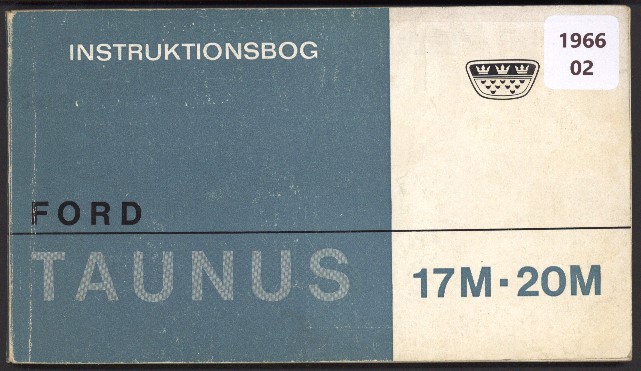 INSTRUKTIONSBOG
1966
02
FORD
TAUNUS
17M·20M